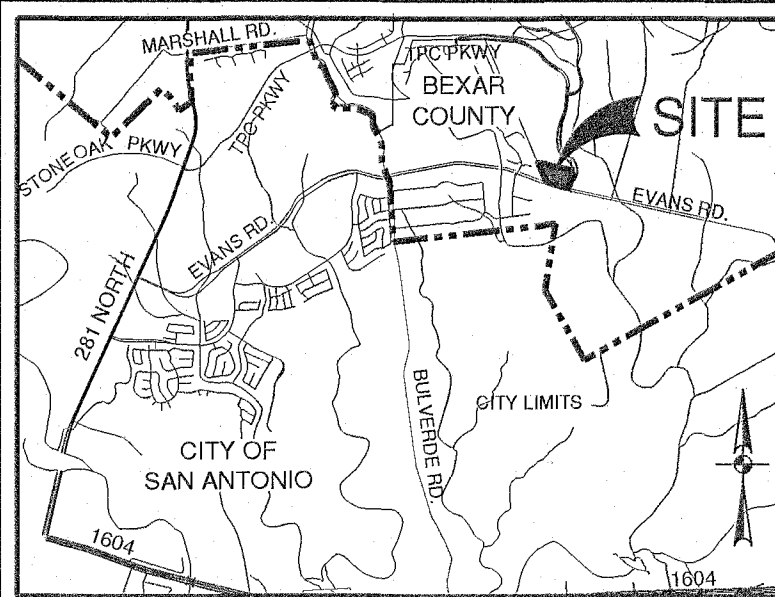 MARSHALL RD.
TPC PKWY
BEXAR
COUNTY
SITE
TPC PKWY
STONE OAK PKWY
EVANS RD.
EVANS RD.
281 NORTH
BULVERDE RD.
CITY LIMITS
CITY OF
SAN ANTONIO
1604
1604